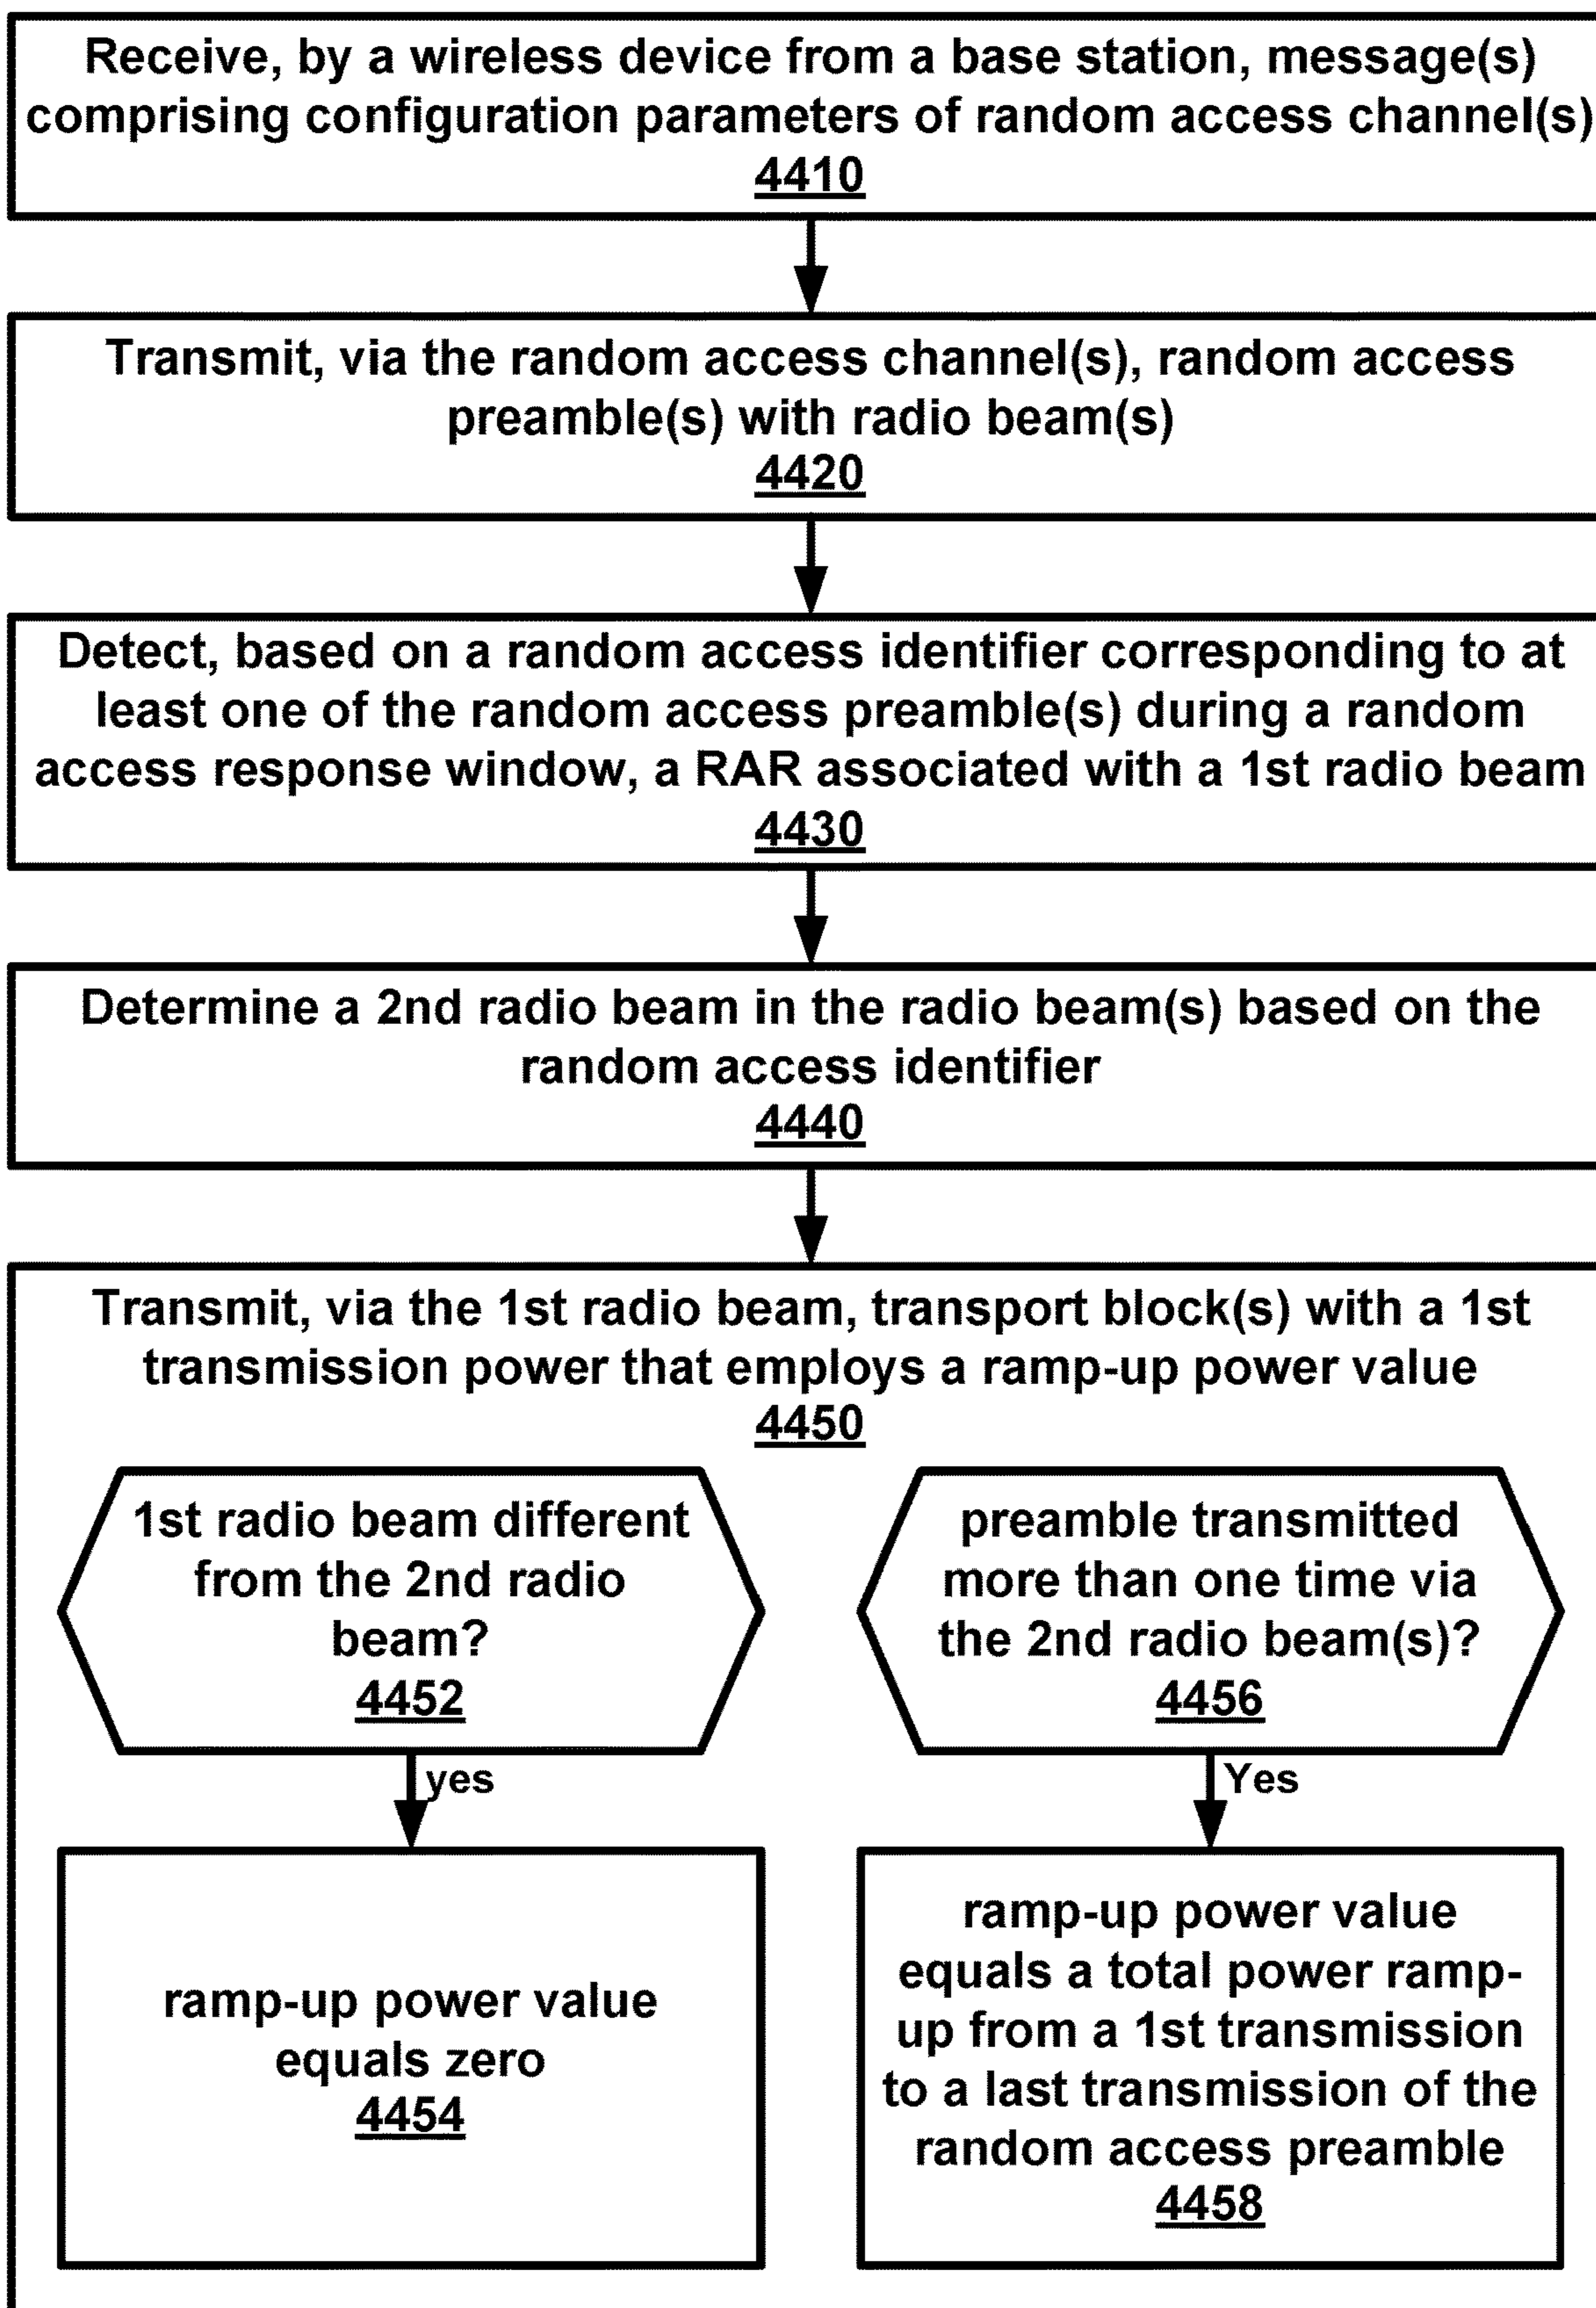 Receive, by a wireless device from a base station, message(s)
comprising configuration parameters of random access channel(s)
4410
Transmit, via the random access channel(s), random access
preamble(s) with radio beam(s)
4420
Detect, based on a random access identifier corresponding to at
least one of the random access preamble(s) during a random
access response window, a RAR associated with a 1st radio beam
4430
Determine a 2nd radio beam in the radio beam(s) based on the
random access identifier
4440
Transmit, via the 1st radio beam, transport block(s) with a 1st
transmission power that employs a ramp-up power value
4450
1st radio beam different
from the 2nd radio
beam?
4452
yes
ramp-up power value
equals zero
4454
preamble transmitted
more than one time via
the 2nd radio beam(s)?
4456
Yes
ramp-up power value
equals a total power ramp-
up from a 1st transmission
to a last transmission of the
random access preamble
4458